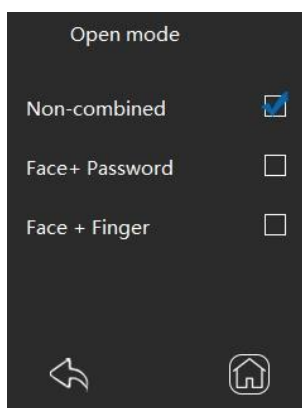 Open mode
Non-combined
Face+ Password
Face + Finger